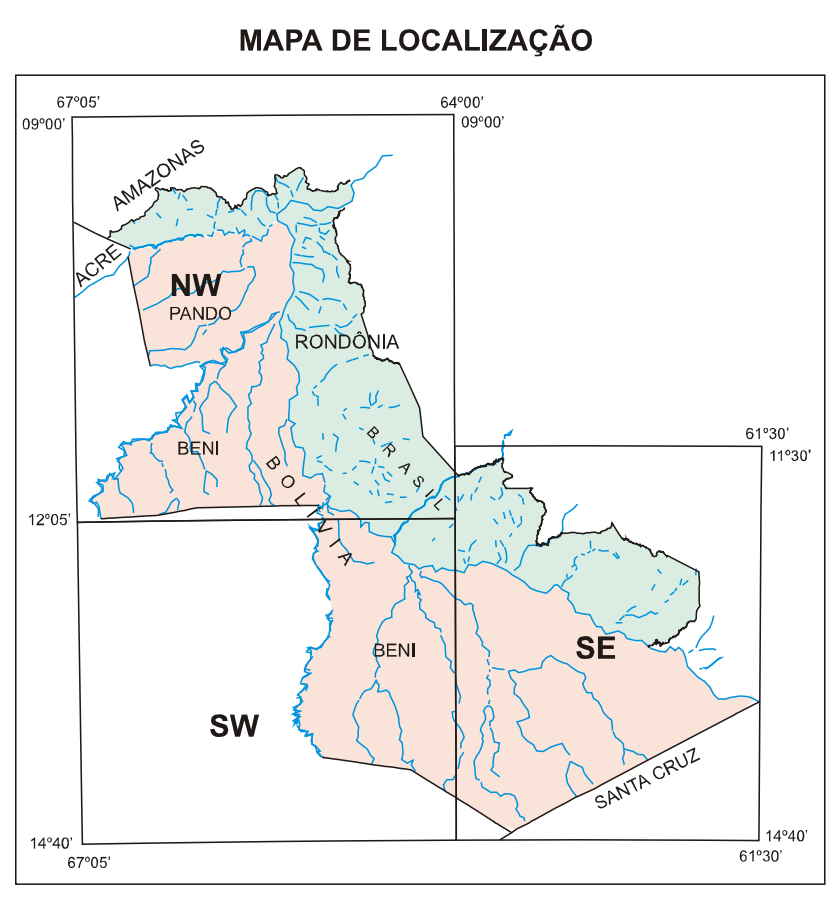 MAPA DE LOCALIZAÇÃO
67º05'
64º00'
09º00'
09º00'
AMAZONAS
ACRE
NW
PANDO
RONDÔNIA
BRASIL
BENI
BOLIVIA
61º30'
11º30'
12º05'
BENI
SE
SW
SANTA CRUZ
14º40'
14º40'
67º05'
61º30'